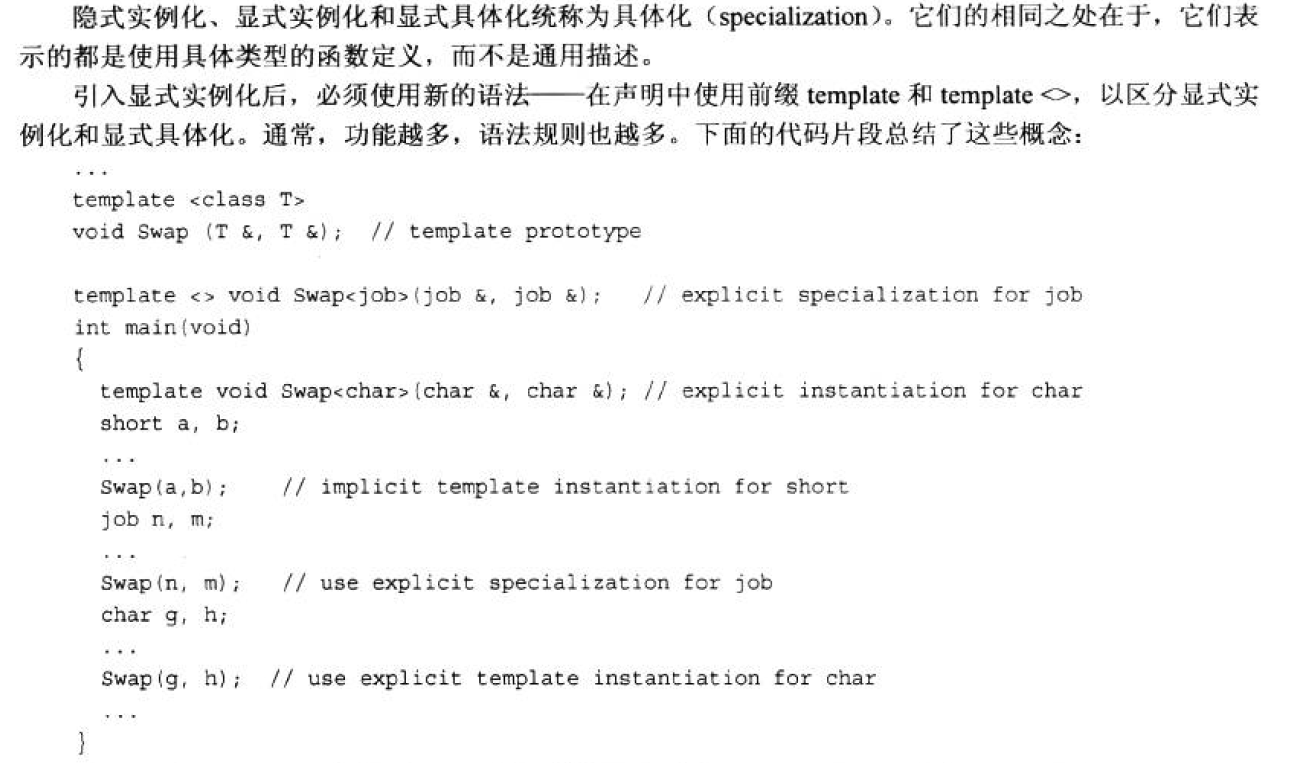 隐式实例化、显式实例化和显式具体化统称为具体化（specialization）。它们的相同之处在于，它们表
示的都是使用具体类型的函数定义，而不是通用描述。
引入显式实例化后，必须使用新的语法——在声明中使用前缀 template 和 template <>，以区分显式实
例化和显式具体化。通常，功能越多，语法规则也越多。下面的代码片段总结了这些概念：
...
template <class T>
void Swap (T &, T &);  // template prototype
template <> void Swap<job>(job &, job &);   // explicit specialization for job
int main(void)
{
template void Swap<char>(char &, char &); // explicit instantiation for char
short a, b;
...
Swap(a,b);    // implicit template instantiation for short
job n, m;
...
Swap(n, m);   // use explicit specialization for job
char g, h;
...
Swap(g, h);  // use explicit template instantiation for char
...
}